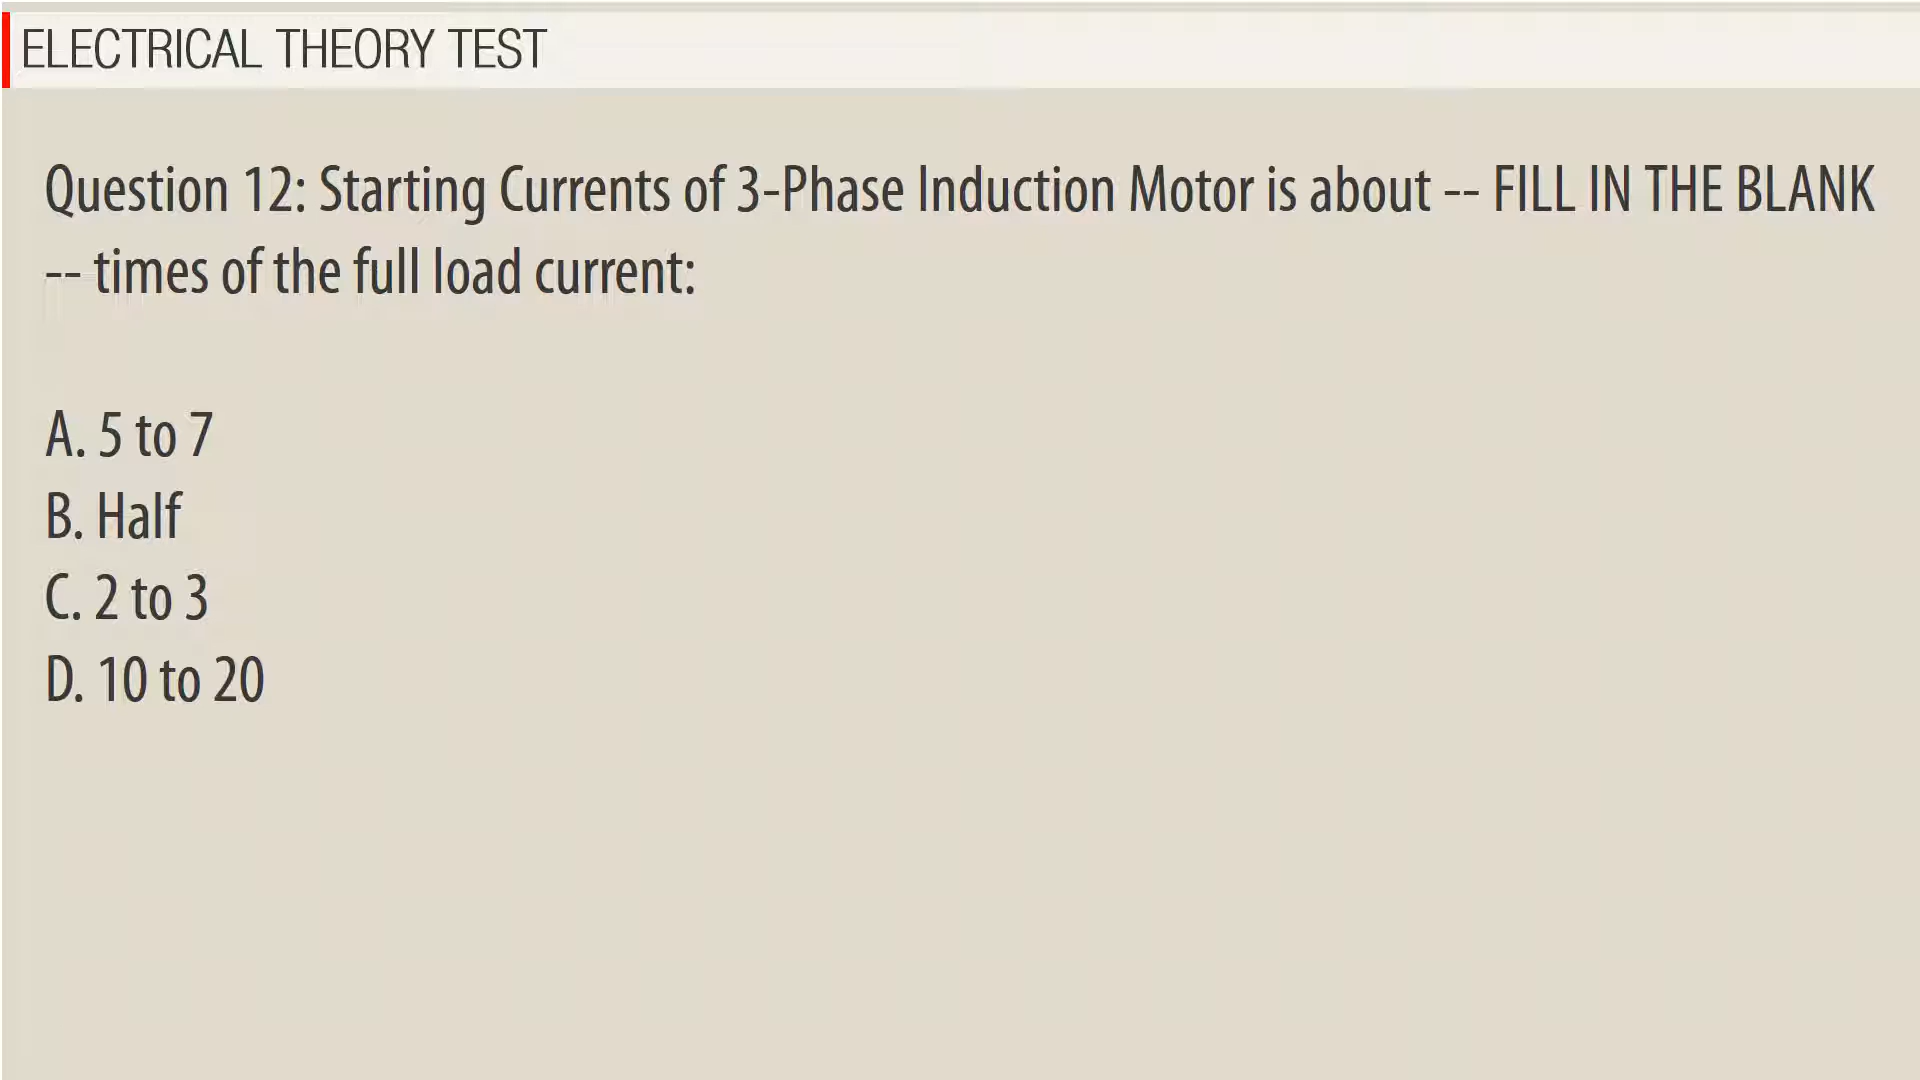 ELECTRICAL THEORY TEST
Question 12: Starting Currents of 3-Phase Induction Motor is about -- FILL IN THE BLANK
-- times of the full load current:
A. 5 to 7
B. Half
C. 2 to 3
D. 10 to 20